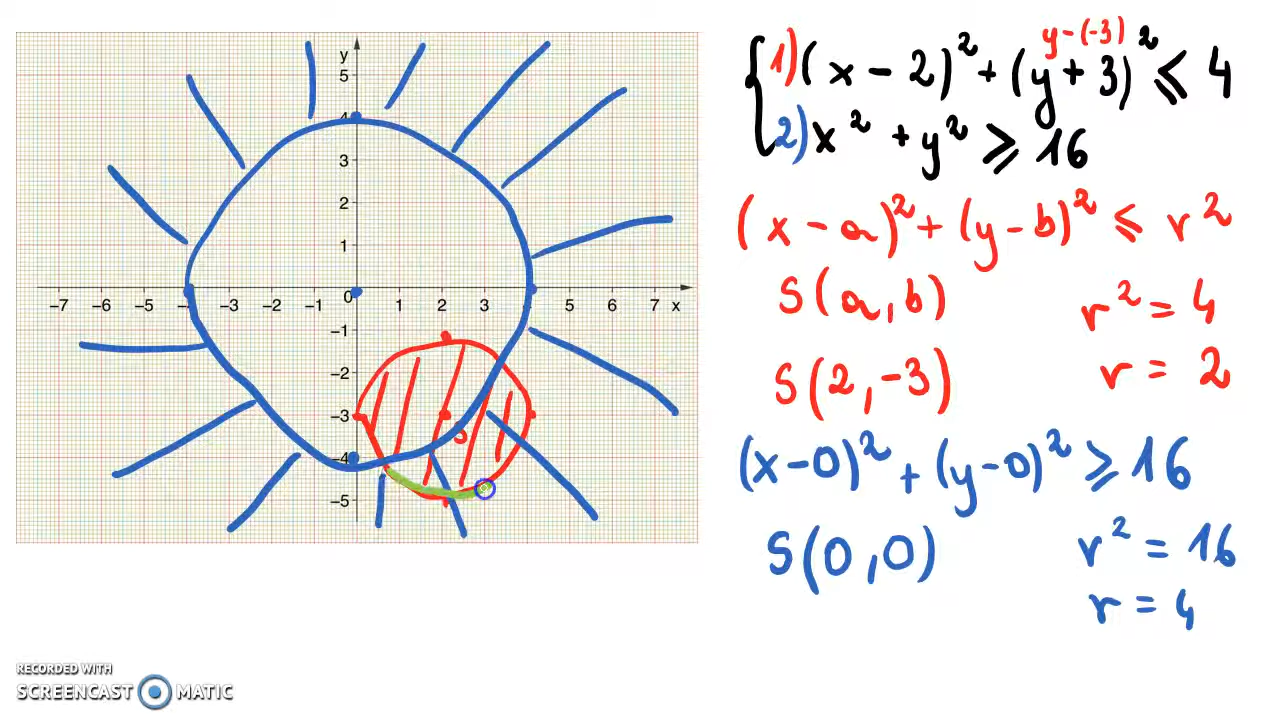 y
5
4
3
2
1
-7 -6 -5 -3 -2 -1 0 1 2 3 5 6 7 x
-1
-2
-3
-4
-5
S
y-(-3)
1) (x-2)² + (y+3)² ≤ 4
2) x² + y² ≥ 16
(x-a)² + (y-b)² ≤ r²
S(a,b) r² = 4
S(2,-3) r = 2
(x-0)² + (y-0)² ≥ 16
S(0,0) r² = 16
r = 4
RECORDED WITH
SCREENCAST MATIC